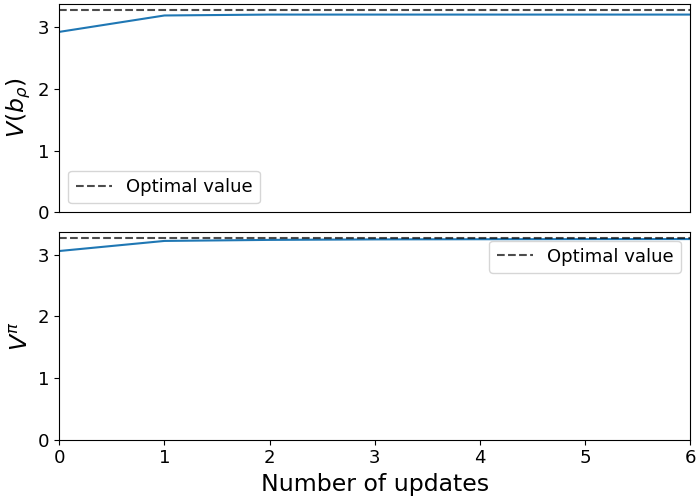 3
2
1
0
V(b_ρ)
Optimal value
3
2
1
0
V^π
Optimal value
0 1 2 3 4 5 6
Number of updates